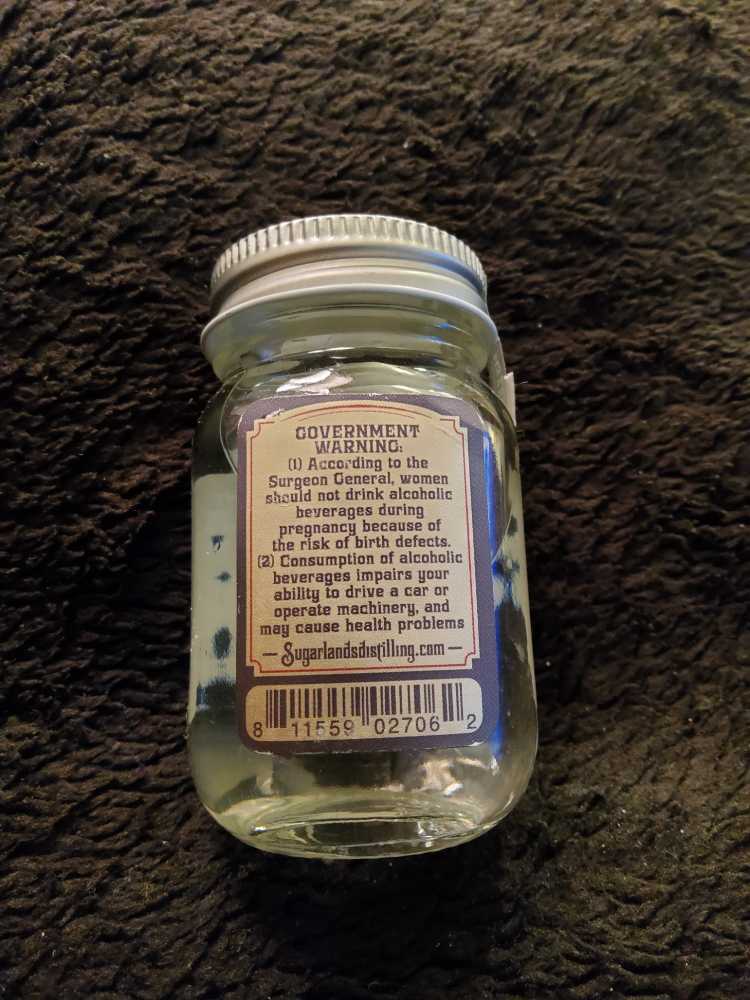 GOVERNMENT
WARNING:
(1) According to the
Surgeon General, women
should not drink alcoholic
beverages during
pregnancy because of
the risk of birth defects.
(2) Consumption of alcoholic
beverages impairs your
ability to drive a car or
operate machinery, and
may cause health problems
— Sugarlandsdistilling.com —
8 11559 02706 2